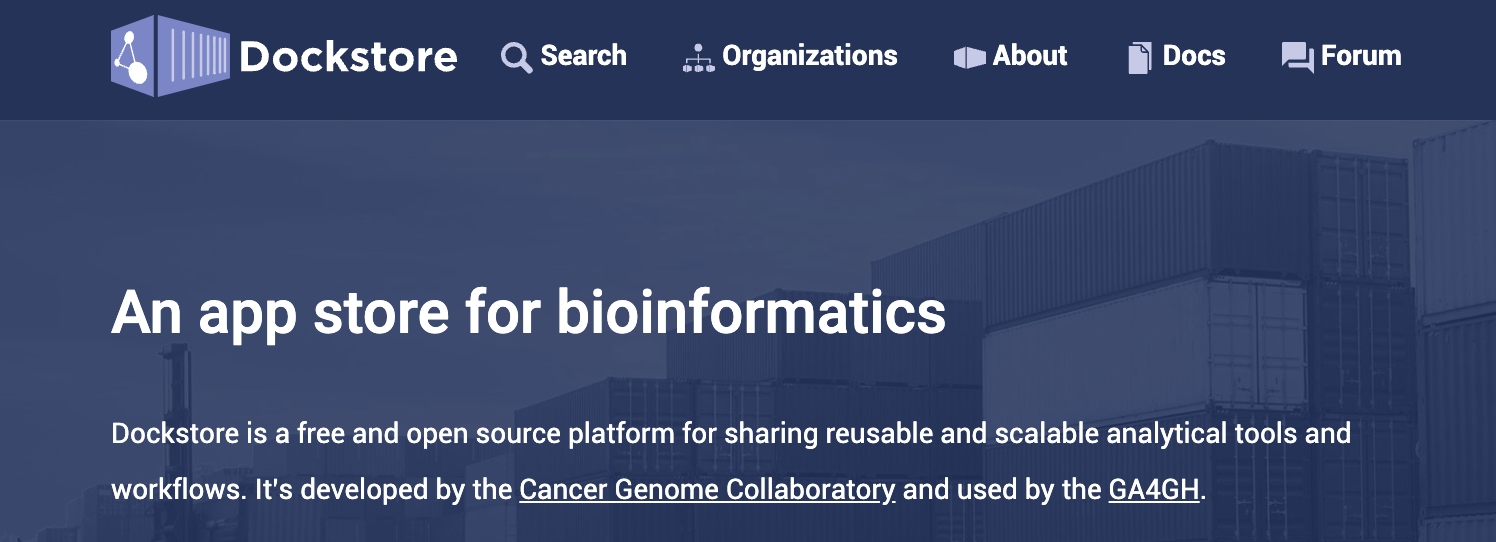 Dockstore Search Organizations About Docs Forum
An app store for bioinformatics
Dockstore is a free and open source platform for sharing reusable and scalable analytical tools and
workflows. It's developed by the Cancer Genome Collaboratory and used by the GA4GH.